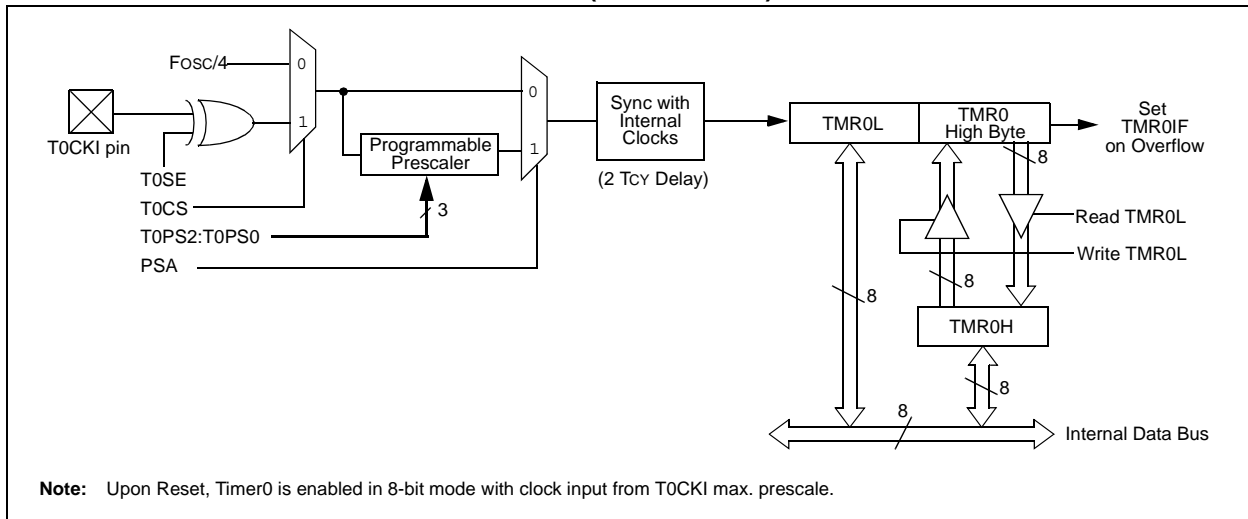 FOSC/4
0
1
T0CKI pin
T0SE
T0CS
T0PS2:T0PS0
PSA
Programmable
Prescaler
3
0
1
Sync with
Internal
Clocks
(2 TCY Delay)
TMR0L
TMR0
High Byte
Set
TMR0IF
on Overflow
8
Read TMR0L
Write TMR0L
8
8
TMR0H
8
8
Internal Data Bus
Note: Upon Reset, Timer0 is enabled in 8-bit mode with clock input from T0CKI max. prescale.